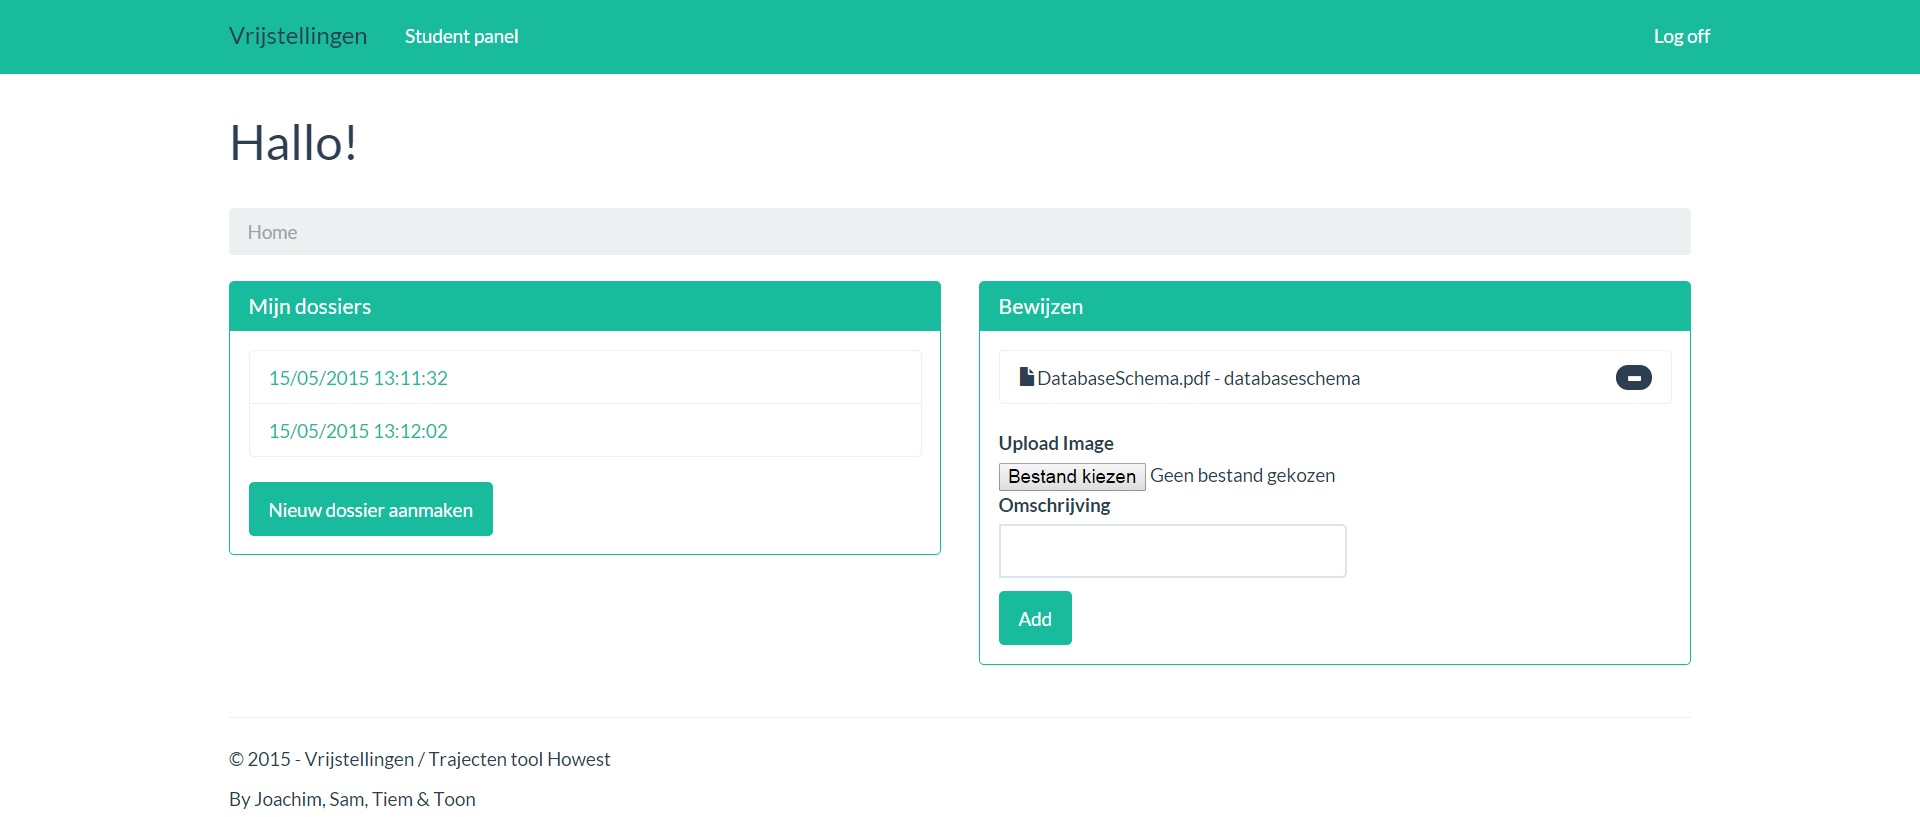 Vrijstellingen Student panel Log off
Hallo!
Home
Mijn dossiers
15/05/2015 13:11:32
15/05/2015 13:12:02
Nieuw dossier aanmaken
Bewijzen
DatabaseSchema.pdf - databaseschema
Upload Image
Bestand kiezen Geen bestand gekozen
Omschrijving
Add
© 2015 - Vrijstellingen / Trajecten tool Howest
By Joachim, Sam, Tiem & Toon